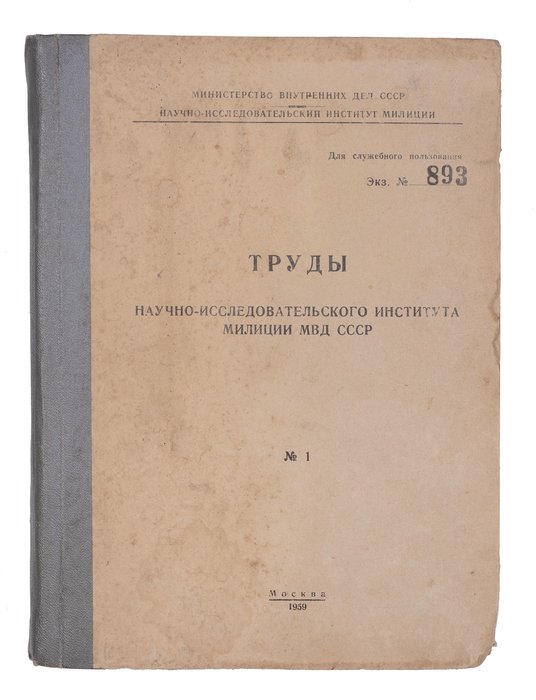 МИНИСТЕРСТВО ВНУТРЕННИХ ДЕЛ СССР
НАУЧНО-ИССЛЕДОВАТЕЛЬСКИЙ ИНСТИТУТ МИЛИЦИИ
Для служебного пользования
Экз. № 893
ТРУДЫ
НАУЧНО-ИССЛЕДОВАТЕЛЬСКОГО ИНСТИТУТА
МИЛИЦИИ МВД СССР
№ 1
Москва
1959